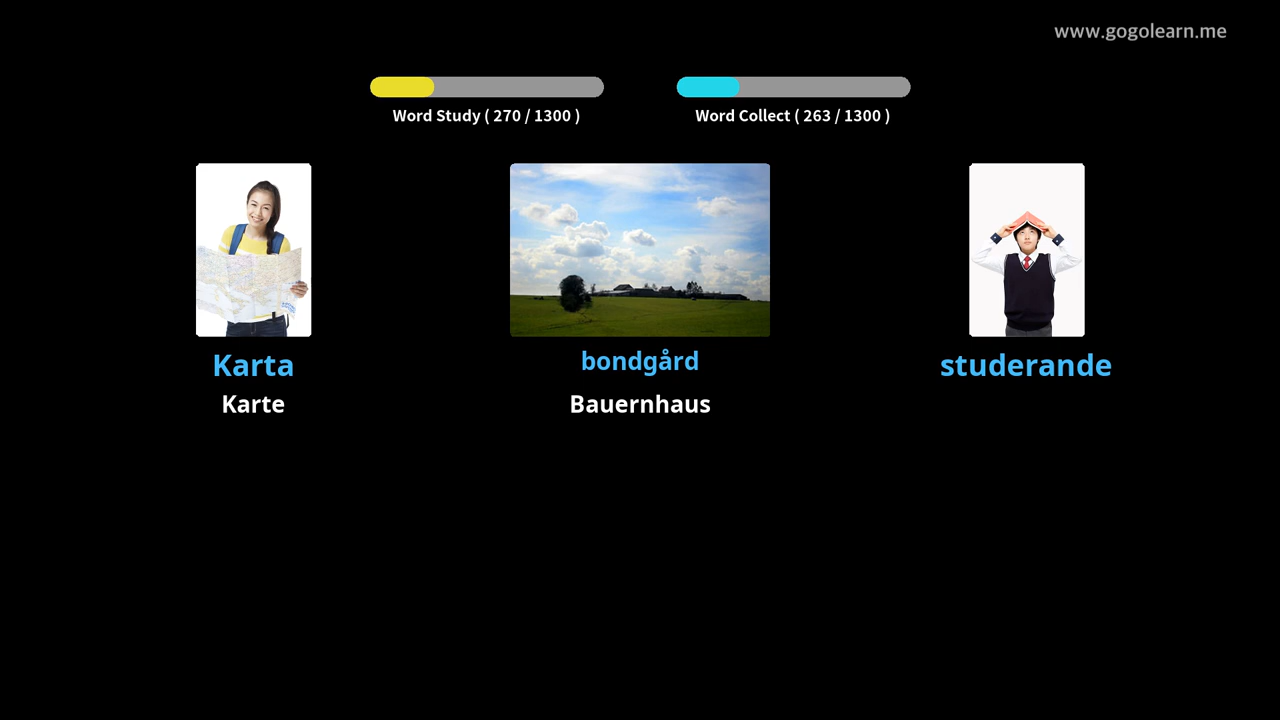 www.gogolearn.me
Word Study ( 270 / 1300 )
Word Collect ( 263 / 1300 )
Karta
Karte
bondgård
Bauernhaus
studerande